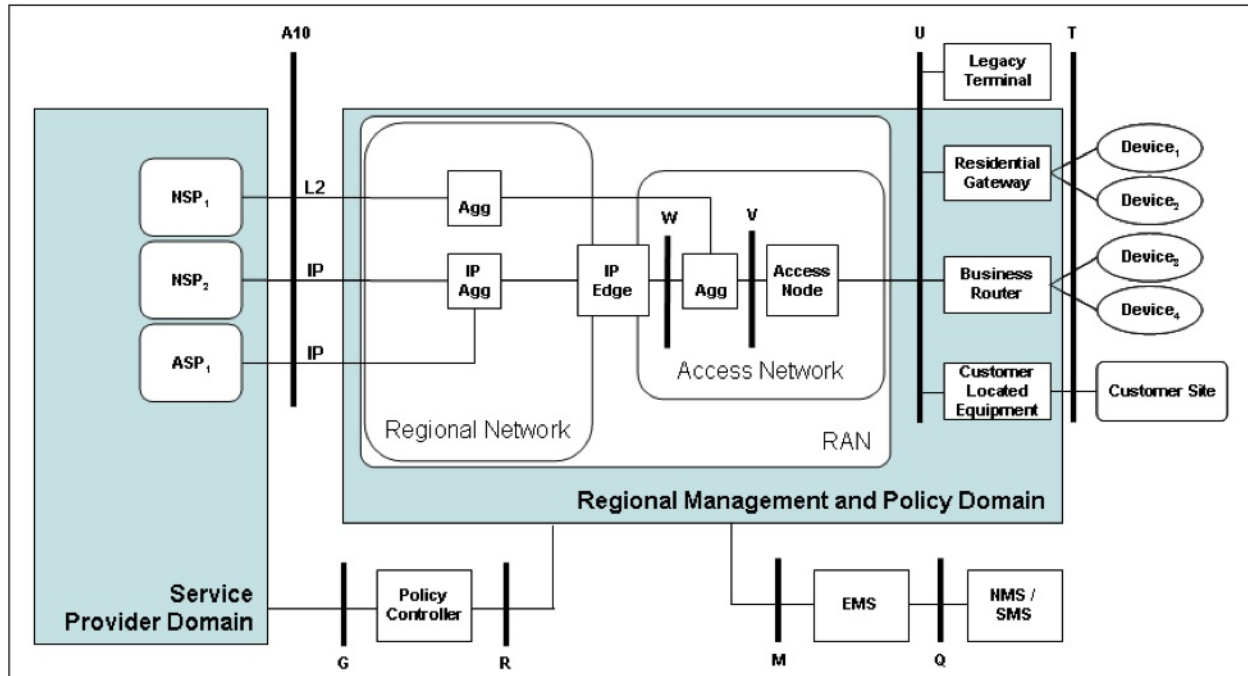 A10
U
T
Legacy
Terminal
Residential
Gateway
Device₁
Device₂
NSP₁
L2
Agg
W
V
NSP₂
IP
IP
Agg
IP
Edge
Agg
Access
Node
Business
Router
Device₃
Device₄
ASP₁
IP
Access Network
Customer
Located
Equipment
Customer Site
Regional Network
RAN
Regional Management and Policy Domain
Service
Provider Domain
Policy
Controller
EMS
NMS /
SMS
G
R
M
Q